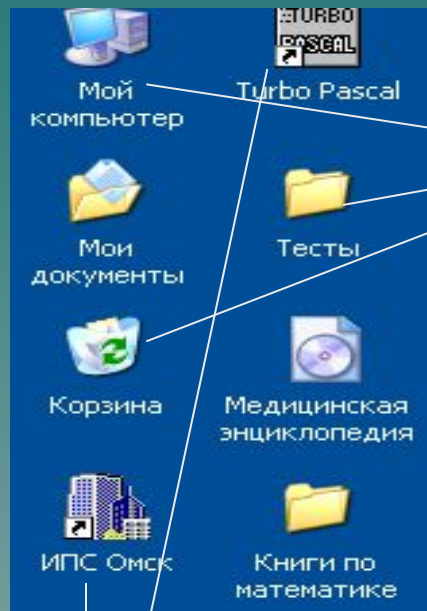 TURBO
PASCAL
Мой
компьютер
Turbo Pascal
Мои
документы
Тесты
Корзина
Медицинская
энциклопедия
ИПС Омск
Книги по
математике